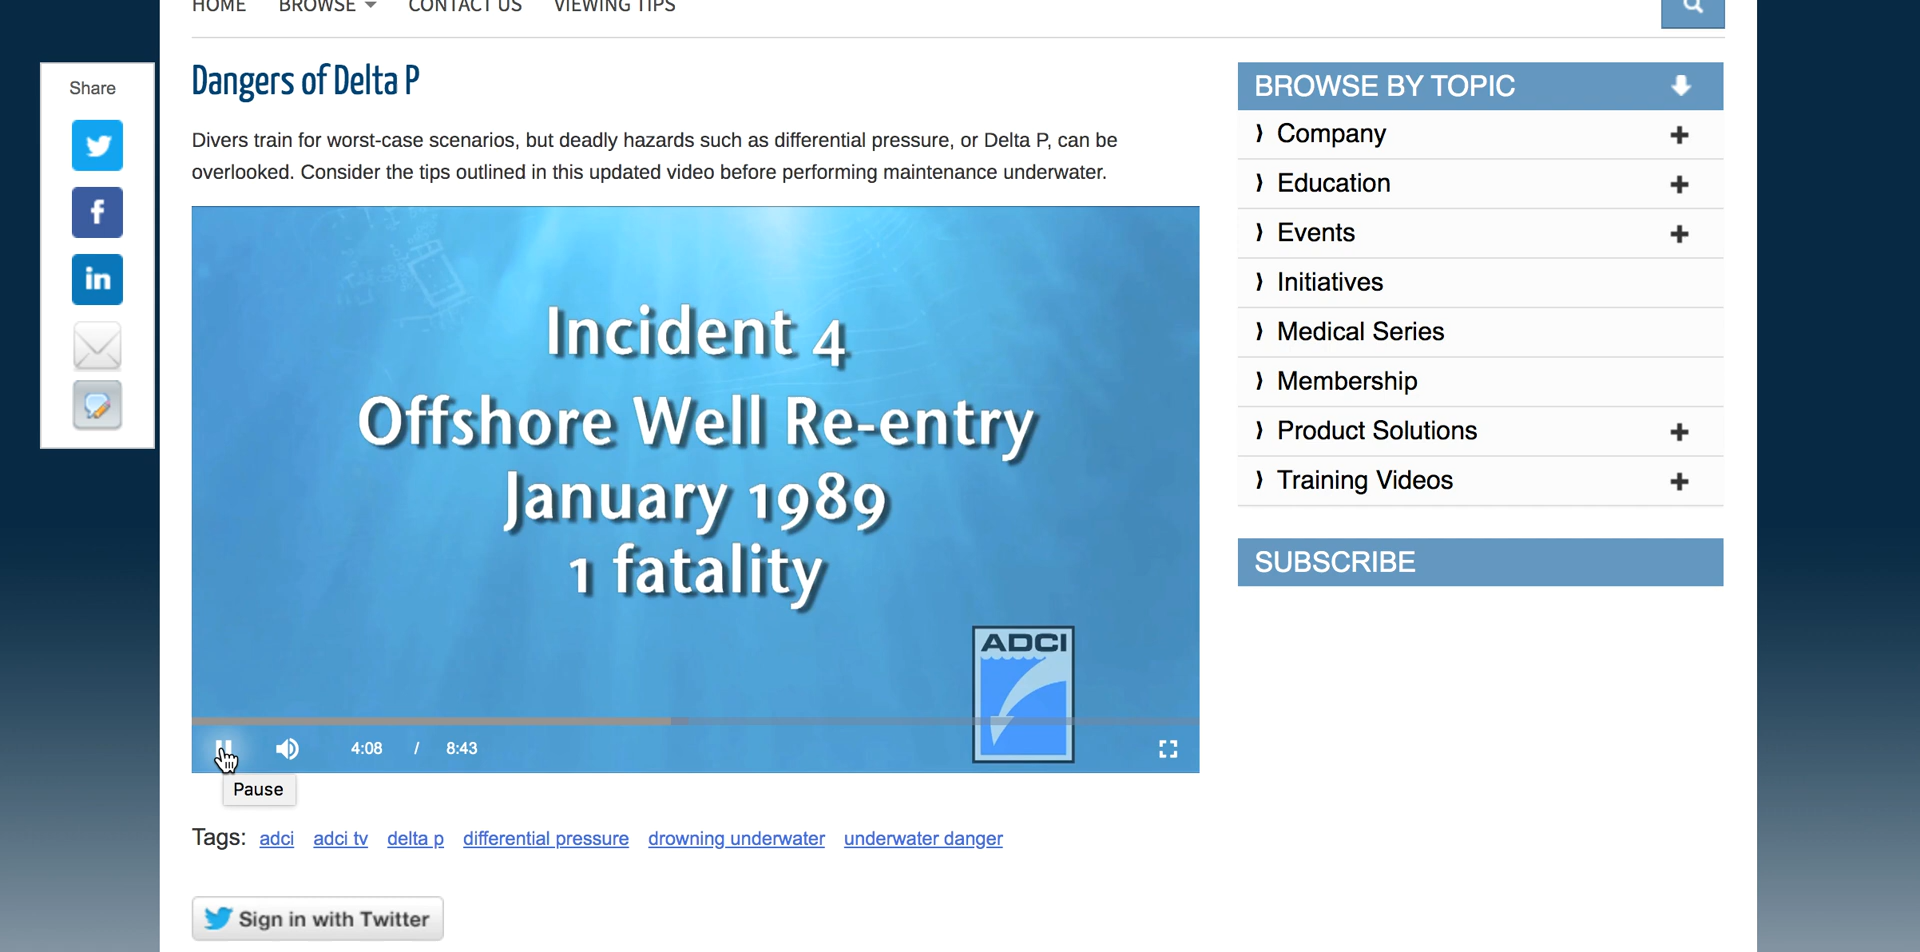 HOME BROWSE CONTACT US VIEWING TIPS
Share
Dangers of Delta P
Divers train for worst-case scenarios, but deadly hazards such as differential pressure, or Delta P, can be
overlooked. Consider the tips outlined in this updated video before performing maintenance underwater.
Incident 4
Offshore Well Re-entry
January 1989
1 fatality
ADCI
4:08 / 8:43
Pause
Tags: adci adci tv delta p differential pressure drowning underwater underwater danger
Sign in with Twitter
BROWSE BY TOPIC
Company
Education
Events
Initiatives
Medical Series
Membership
Product Solutions
Training Videos
SUBSCRIBE